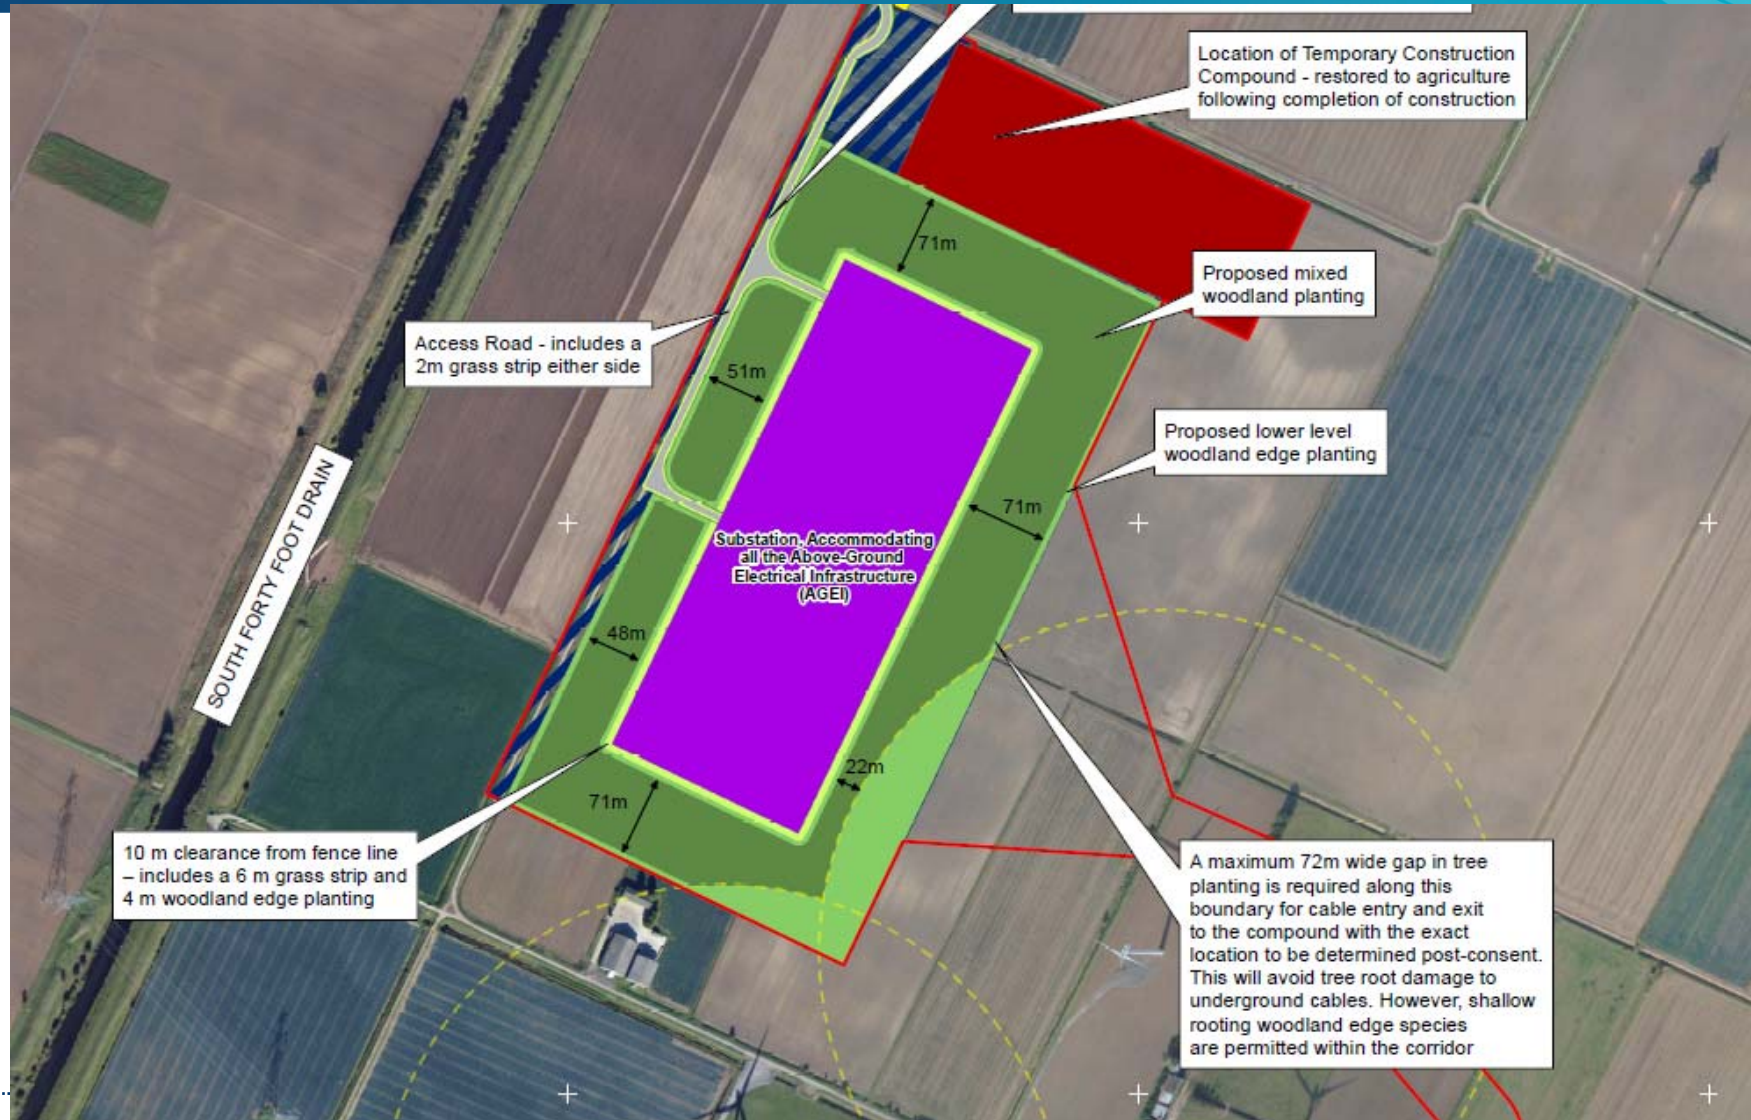 Location of Temporary Construction
Compound - restored to agriculture
following completion of construction
71m
Proposed mixed
woodland planting
Access Road - includes a
2m grass strip either side
51m
Proposed lower level
woodland edge planting
71m
SOUTH FORTY FOOT DRAIN
Substation, Accommodating
all the Above-Ground
Electrical Infrastructure
(AGEI)
48m
22m
71m
10 m clearance from fence line
– includes a 6 m grass strip and
4 m woodland edge planting
A maximum 72m wide gap in tree
planting is required along this
boundary for cable entry and exit
to the compound with the exact
location to be determined post-consent.
This will avoid tree root damage to
underground cables. However, shallow
rooting woodland edge species
are permitted within the corridor